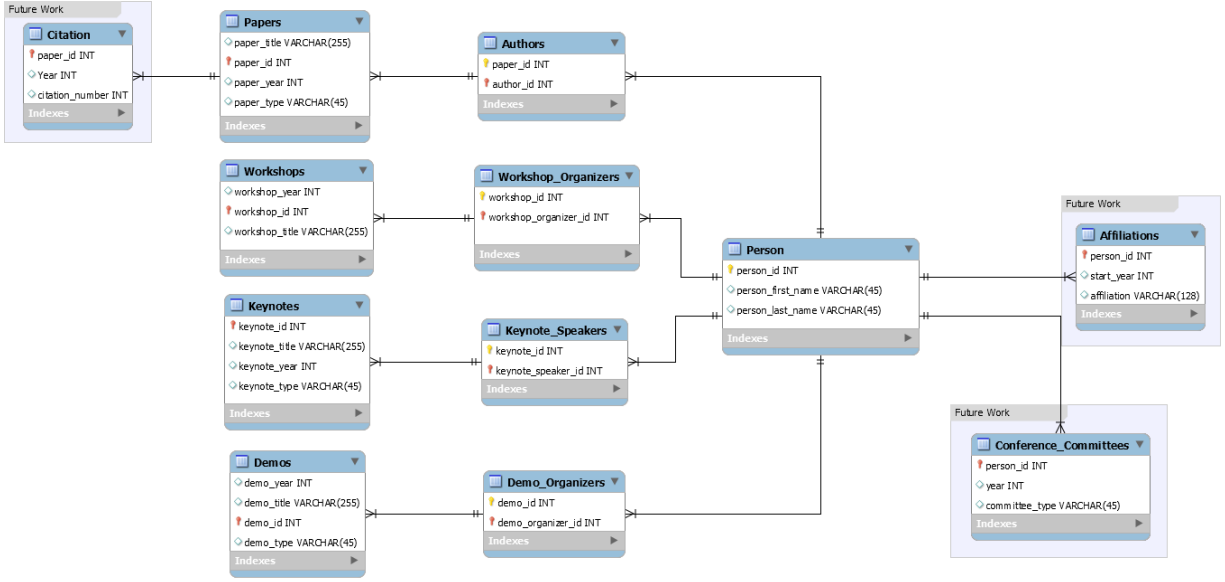 Future Work
Citation
paper_id INT
Year INT
citation_number INT
Indexes
Papers
paper_title VARCHAR(255)
paper_id INT
paper_year INT
paper_type VARCHAR(45)
Indexes
Authors
paper_id INT
author_id INT
Indexes
Workshops
workshop_year INT
workshop_id INT
workshop_title VARCHAR(255)
Indexes
Workshop_Organizers
workshop_id INT
workshop_organizer_id INT
Indexes
Keynotes
keynote_id INT
keynote_title VARCHAR(255)
keynote_year INT
keynote_type VARCHAR(45)
Indexes
Keynote_Speakers
keynote_id INT
keynote_speaker_id INT
Indexes
Demos
demo_year INT
demo_title VARCHAR(255)
demo_id INT
demo_type VARCHAR(45)
Indexes
Demo_Organizers
demo_id INT
demo_organizer_id INT
Indexes
Person
person_id INT
person_first_name VARCHAR(45)
person_last_name VARCHAR(45)
Indexes
Future Work
Affiliations
person_id INT
start_year INT
affiliation VARCHAR(128)
Indexes
Future Work
Conference_Committees
person_id INT
year INT
committee_type VARCHAR(45)
Indexes